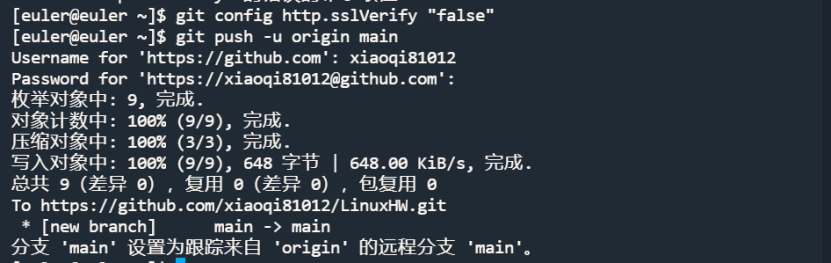 [euler@euler ~]$ git config http.sslVerify "false"
[euler@euler ~]$ git push -u origin main
Username for 'https://github.com': xiaoqi81012
Password for 'https://xiaoqi81012@github.com':
枚举对象中: 9, 完成.
对象计数中: 100% (9/9), 完成.
压缩对象中: 100% (3/3), 完成.
写入对象中: 100% (9/9), 648 字节 | 648.00 KiB/s, 完成.
总共 9（差异 0）, 复用 0（差异 0）, 包复用 0
To https://github.com/xiaoqi81012/LinuxHW.git
 * [new branch]      main -> main
分支 'main' 设置为跟踪来自 'origin' 的远程分支 'main'。